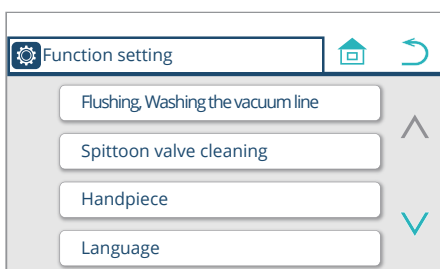 Function setting
Flushing, Washing the vacuum line
Spittoon valve cleaning
Handpiece
Language